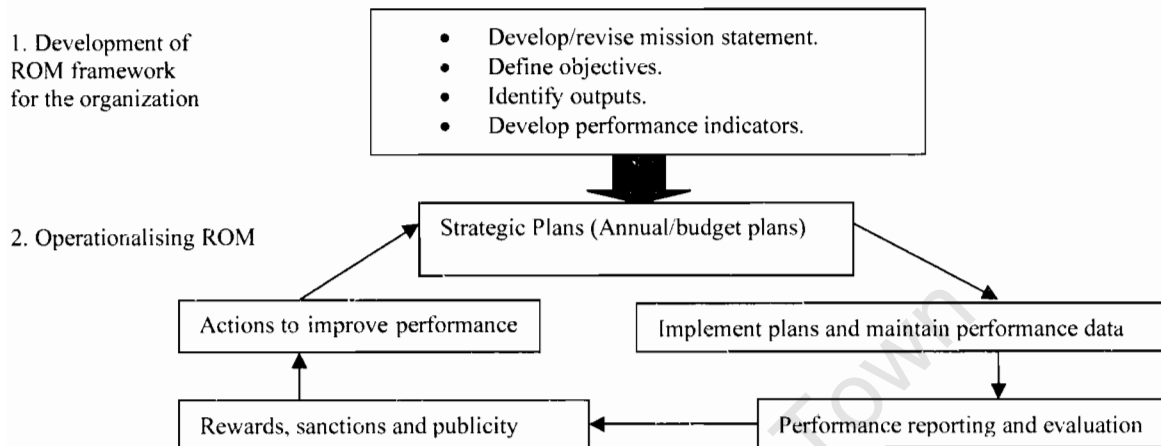 1. Development of
ROM framework
for the organization
• Develop/revise mission statement.
• Define objectives.
• Identify outputs.
• Develop performance indicators.
2. Operationalising ROM
Strategic Plans (Annual/budget plans)
Actions to improve performance
Implement plans and maintain performance data
Rewards, sanctions and publicity
Performance reporting and evaluation
Town